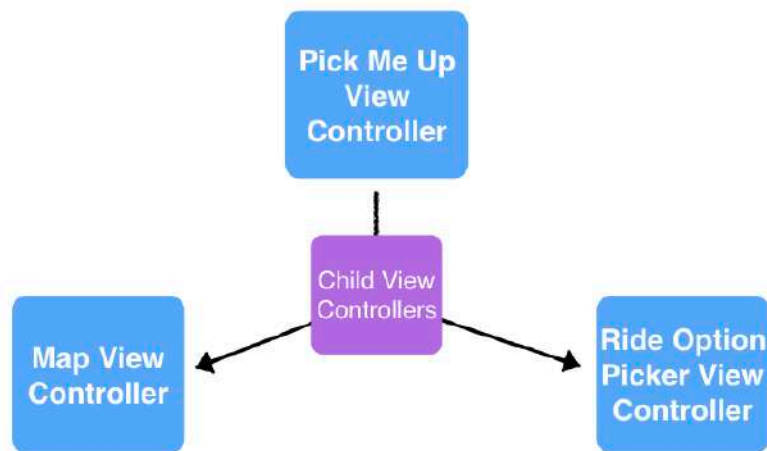 Pick Me Up
View
Controller
Child View
Controllers
Map View
Controller
Ride Option
Picker View
Controller